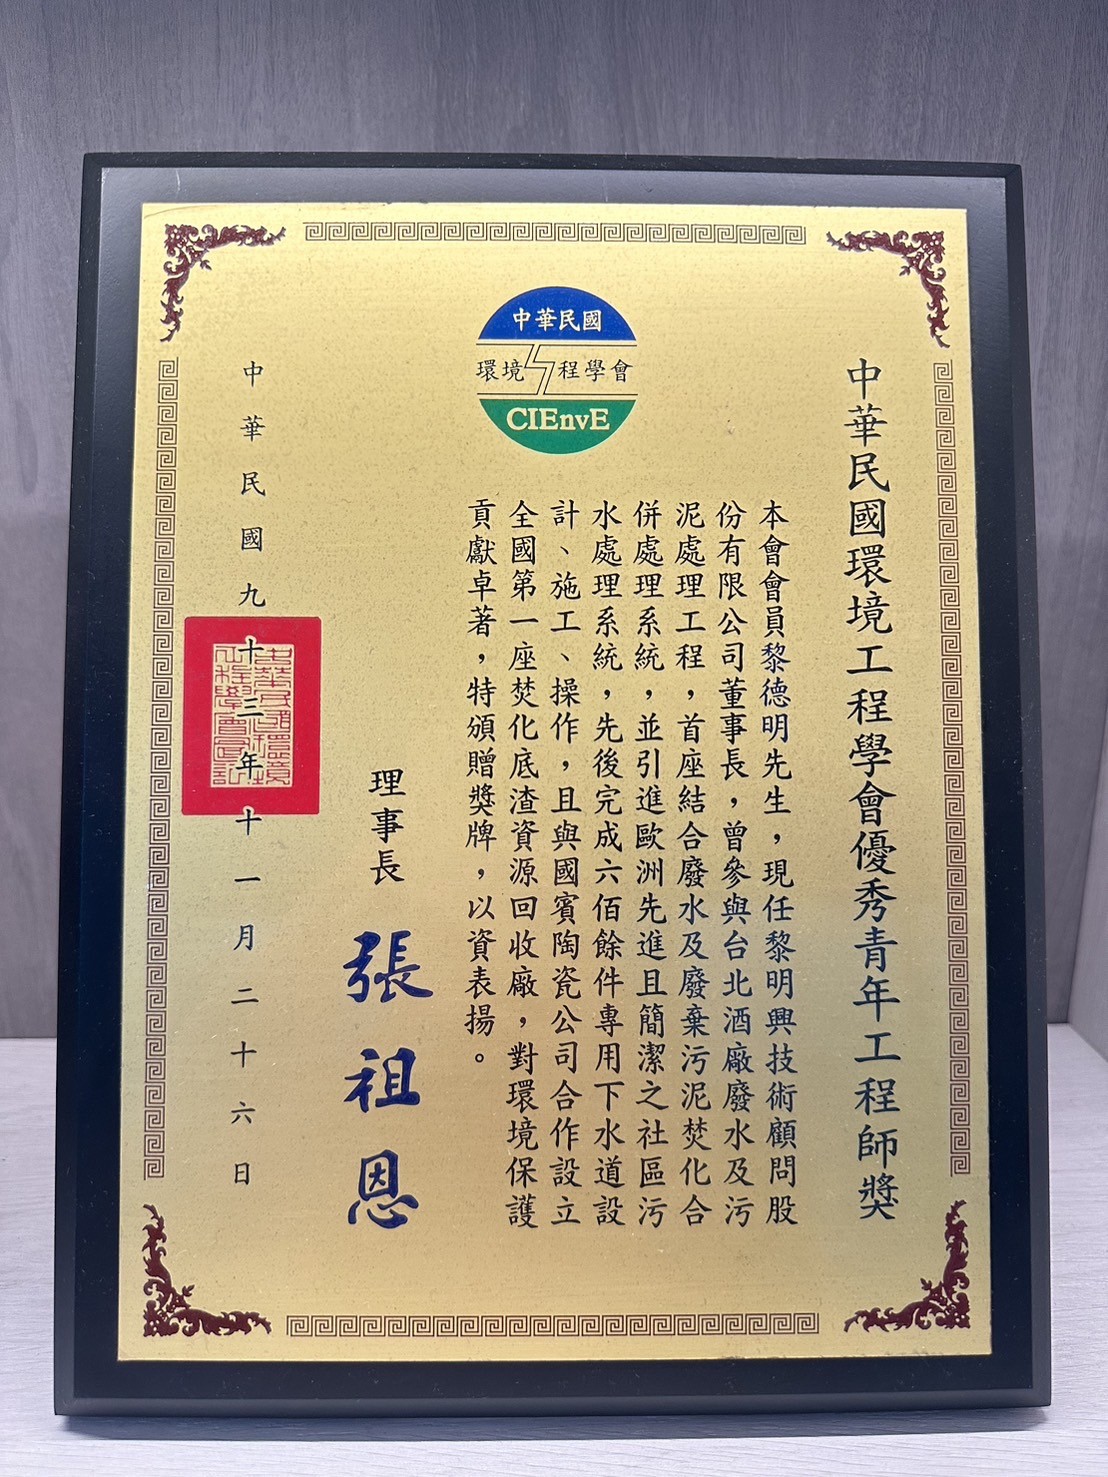 中華民國
環境工程學會
CIEnvE
中華民國環境工程學會優秀青年工程師獎
本會會員黎德明先生，現任黎明興技術顧問股
份有限公司董事長，曾參與台北酒廠廢水及污
泥處理工程，首座結合廢水及廢棄污泥焚化合
併處理系統，並引進歐洲先進且簡潔之社區污
水處理系統，先後完成六佰餘件專用下水道設
計、施工、操作，且與國賓陶瓷公司合作設立
全國第一座焚化底渣資源回收廠，對環境保護
貢獻卓著，特頒贈獎牌，以資表揚。
理事長 張祖恩
中華民國九十三年十一月二十六日